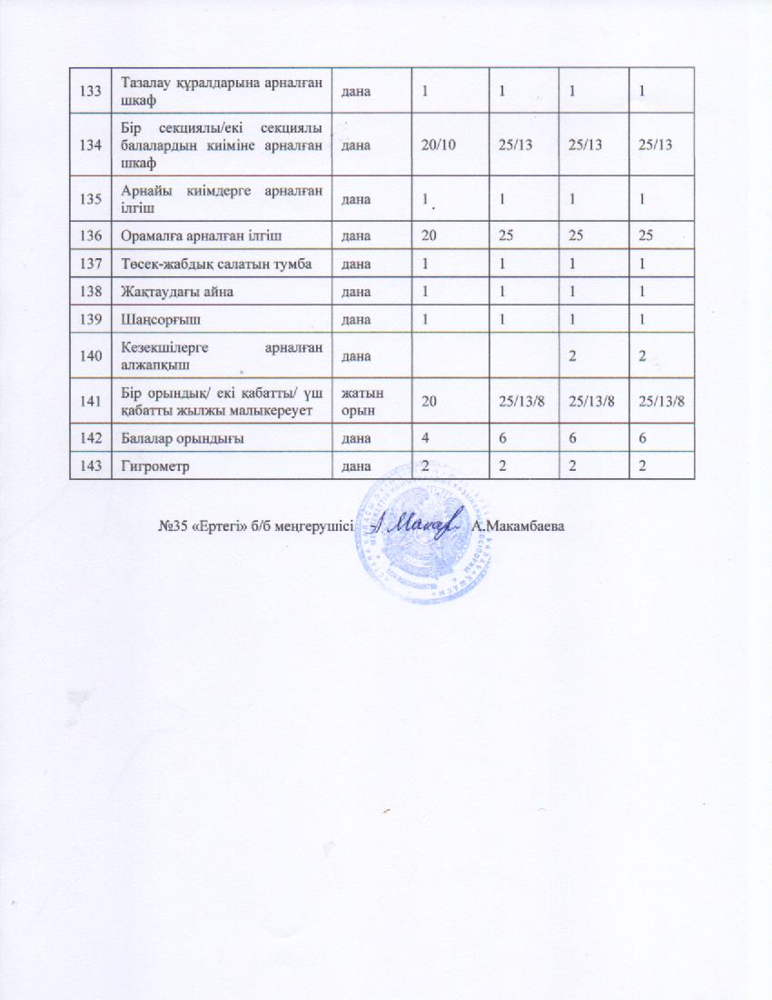 133 Тазалау құралдарына арналған дана 1 1 1 1
шкаф
134 Бір секциялы/екі секциялы дана 20/10 25/13 25/13 25/13
балалардын киіміне арналған
шкаф
135 Арнайы киімдерге арналған дана 1 1 1 1
ілгіш
136 Орамалға арналған ілгіш дана 20 25 25 25
137 Төсек-жабдық салатын тумба дана 1 1 1 1
138 Жақтаудағы айна дана 1 1 1 1
139 Шаңсорғыш дана 1 1 1 1
140 Кезекшілерге арналған дана 2 2
алжапқыш
141 Бір орындық/ екі қабатты/ үш жатын 20 25/13/8 25/13/8 25/13/8
қабатты жылжы малыкереует орын
142 Балалар орындығы дана 4 6 6 6
143 Гигрометр дана 2 2 2 2
№35 «Ертегі» б/б меңгерушісі А.Макамбаева